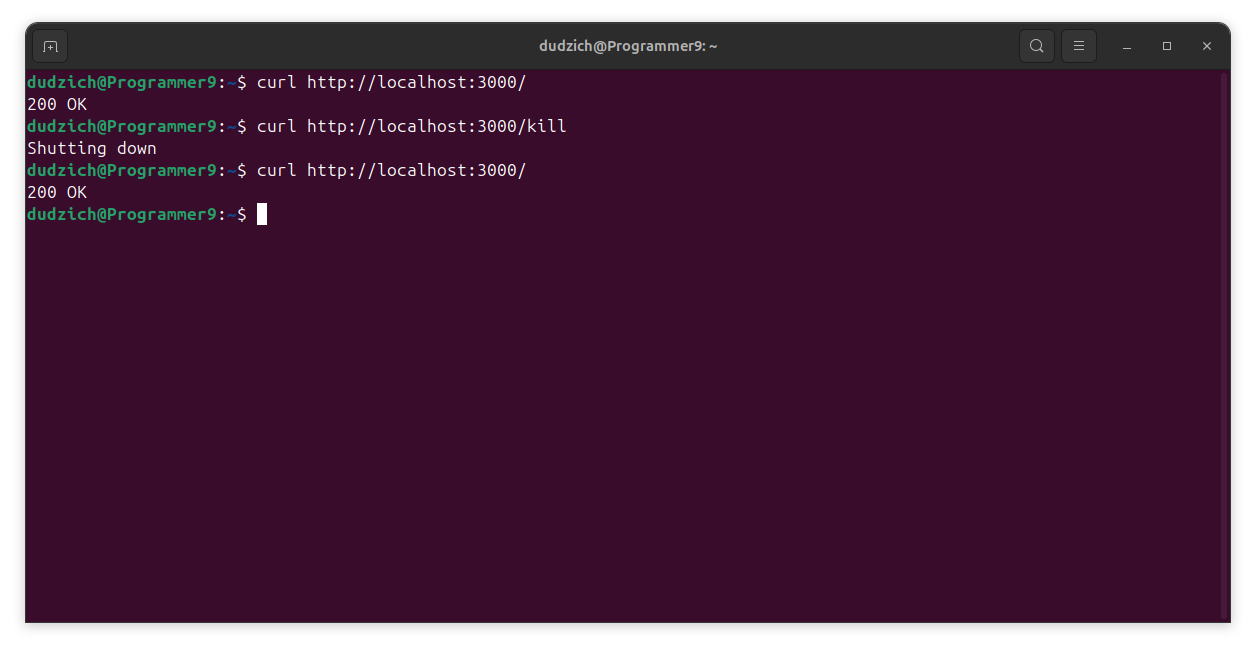 dudzich@Programmer9: ~
dudzich@Programmer9:~$ curl http://localhost:3000/
200 OK
dudzich@Programmer9:~$ curl http://localhost:3000/kill
Shutting down
dudzich@Programmer9:~$ curl http://localhost:3000/
200 OK
dudzich@Programmer9:~$